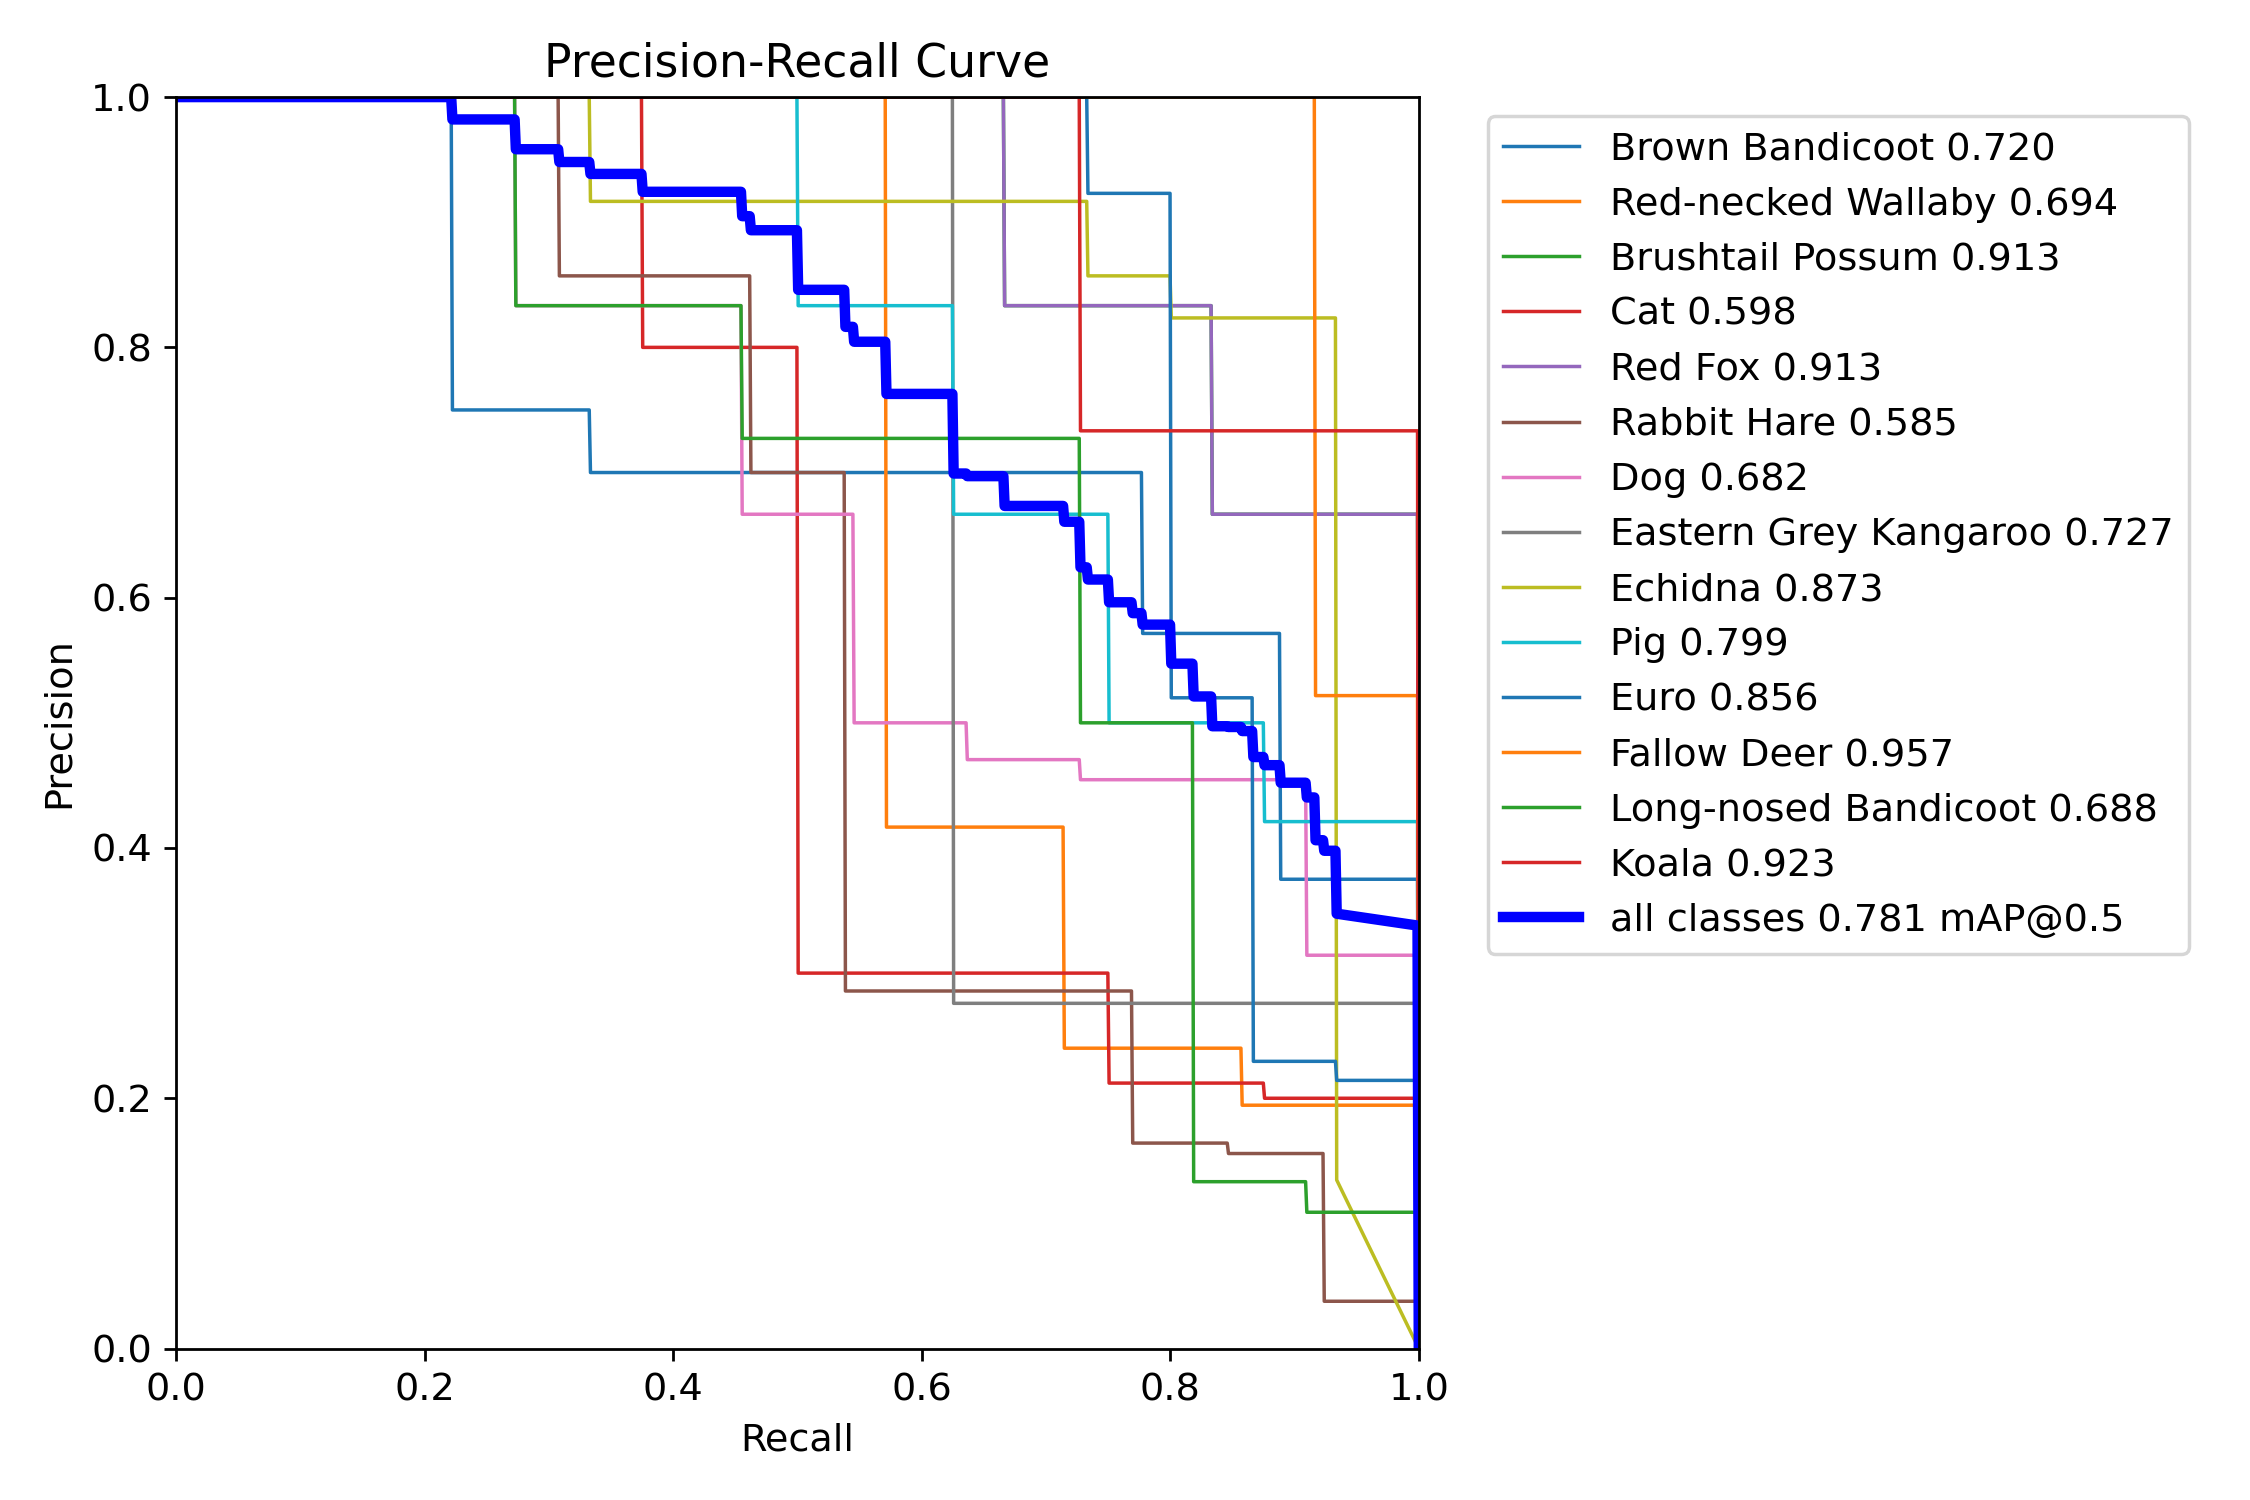 Precision-Recall Curve
1.0
0.8
0.6
0.4
0.2
0.0
Precision
0.0 0.2 0.4 0.6 0.8 1.0
Recall
Brown Bandicoot 0.720
Red-necked Wallaby 0.694
Brushtail Possum 0.913
Cat 0.598
Red Fox 0.913
Rabbit Hare 0.585
Dog 0.682
Eastern Grey Kangaroo 0.727
Echidna 0.873
Pig 0.799
Euro 0.856
Fallow Deer 0.957
Long-nosed Bandicoot 0.688
Koala 0.923
all classes 0.781 mAP@0.5